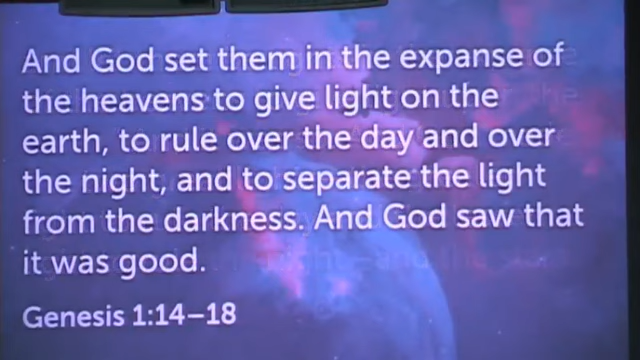 And God set them in the expanse of
the heavens to give light on the
earth, to rule over the day and over
the night, and to separate the light
from the darkness. And God saw that
it was good.
Genesis 1:14–18